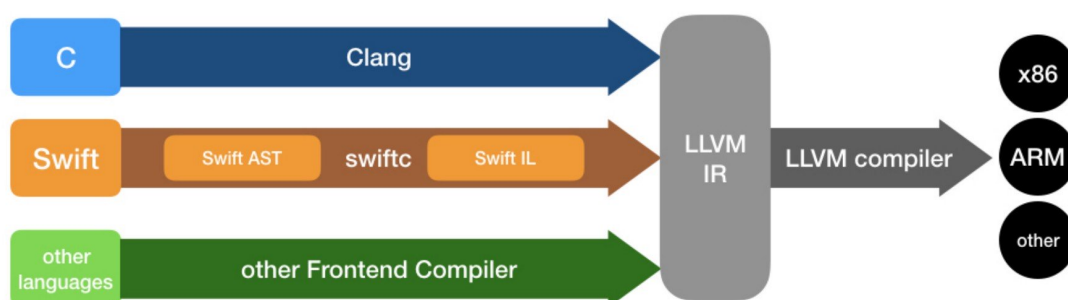 C
Clang
x86
Swift
Swift AST
swiftc
Swift IL
LLVM
IR
LLVM compiler
ARM
other
languages
other Frontend Compiler
other